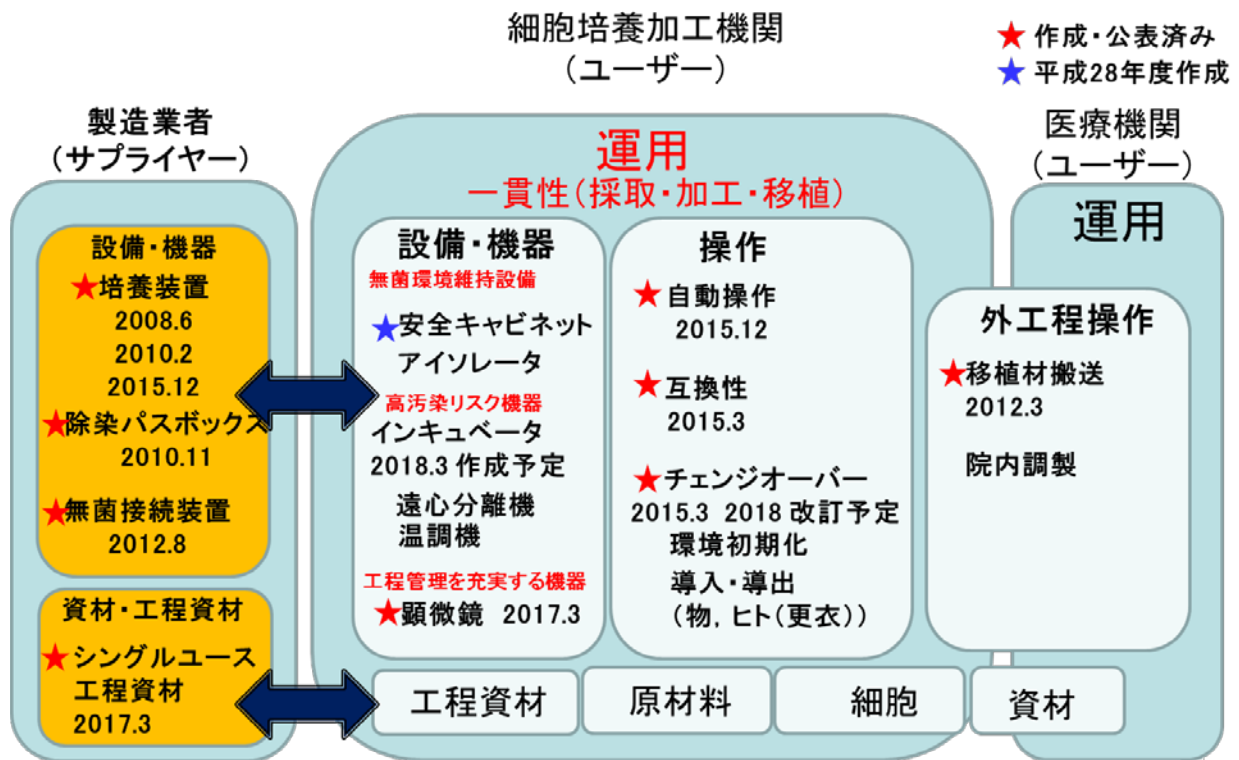 細胞培養加工機関
(ユーザー)
★ 作成・公表済み
★ 平成28年度作成
製造業者
(サプライヤー)
設備・機器
★培養装置
2008.6
2010.2
2015.12
★除染パスボックス
2010.11
★無菌接続装置
2012.8
資材・工程資材
★シングルユース
工程資材
2017.3
運用
一貫性(採取・加工・移植)
設備・機器
無菌環境維持設備
★安全キャビネット
アイソレータ
高汚染リスク機器
インキュベータ
2018.3 作成予定
遠心分離機
温調機
工程管理を充実する機器
★顕微鏡 2017.3
操作
★自動操作
2015.12
★互換性
2015.3
★チェンジオーバー
2015.3 2018 改訂予定
環境初期化
導入・導出
(物, ヒト(更衣))
医療機関
(ユーザー)
運用
外工程操作
★移植材搬送
2012.3
院内調製
工程資材
原材料
細胞
資材